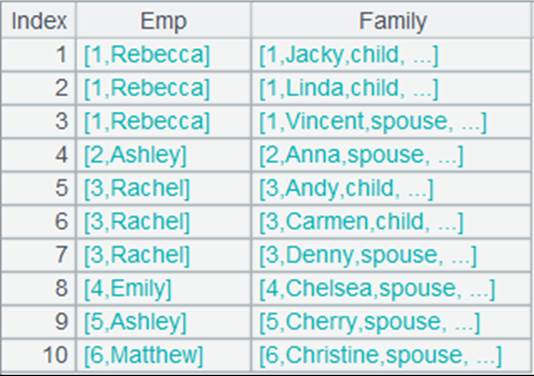 Index Emp Family
1 [1,Rebecca] [1,Jacky,child, ...]
2 [1,Rebecca] [1,Linda,child, ...]
3 [1,Rebecca] [1,Vincent,spouse, ...]
4 [2,Ashley] [2,Anna,spouse, ...]
5 [3,Rachel] [3,Andy,child, ...]
6 [3,Rachel] [3,Carmen,child, ...]
7 [3,Rachel] [3,Denny,spouse, ...]
8 [4,Emily] [4,Chelsea,spouse, ...]
9 [5,Ashley] [5,Cherry,spouse, ...]
10 [6,Matthew] [6,Christine,spouse, ...]